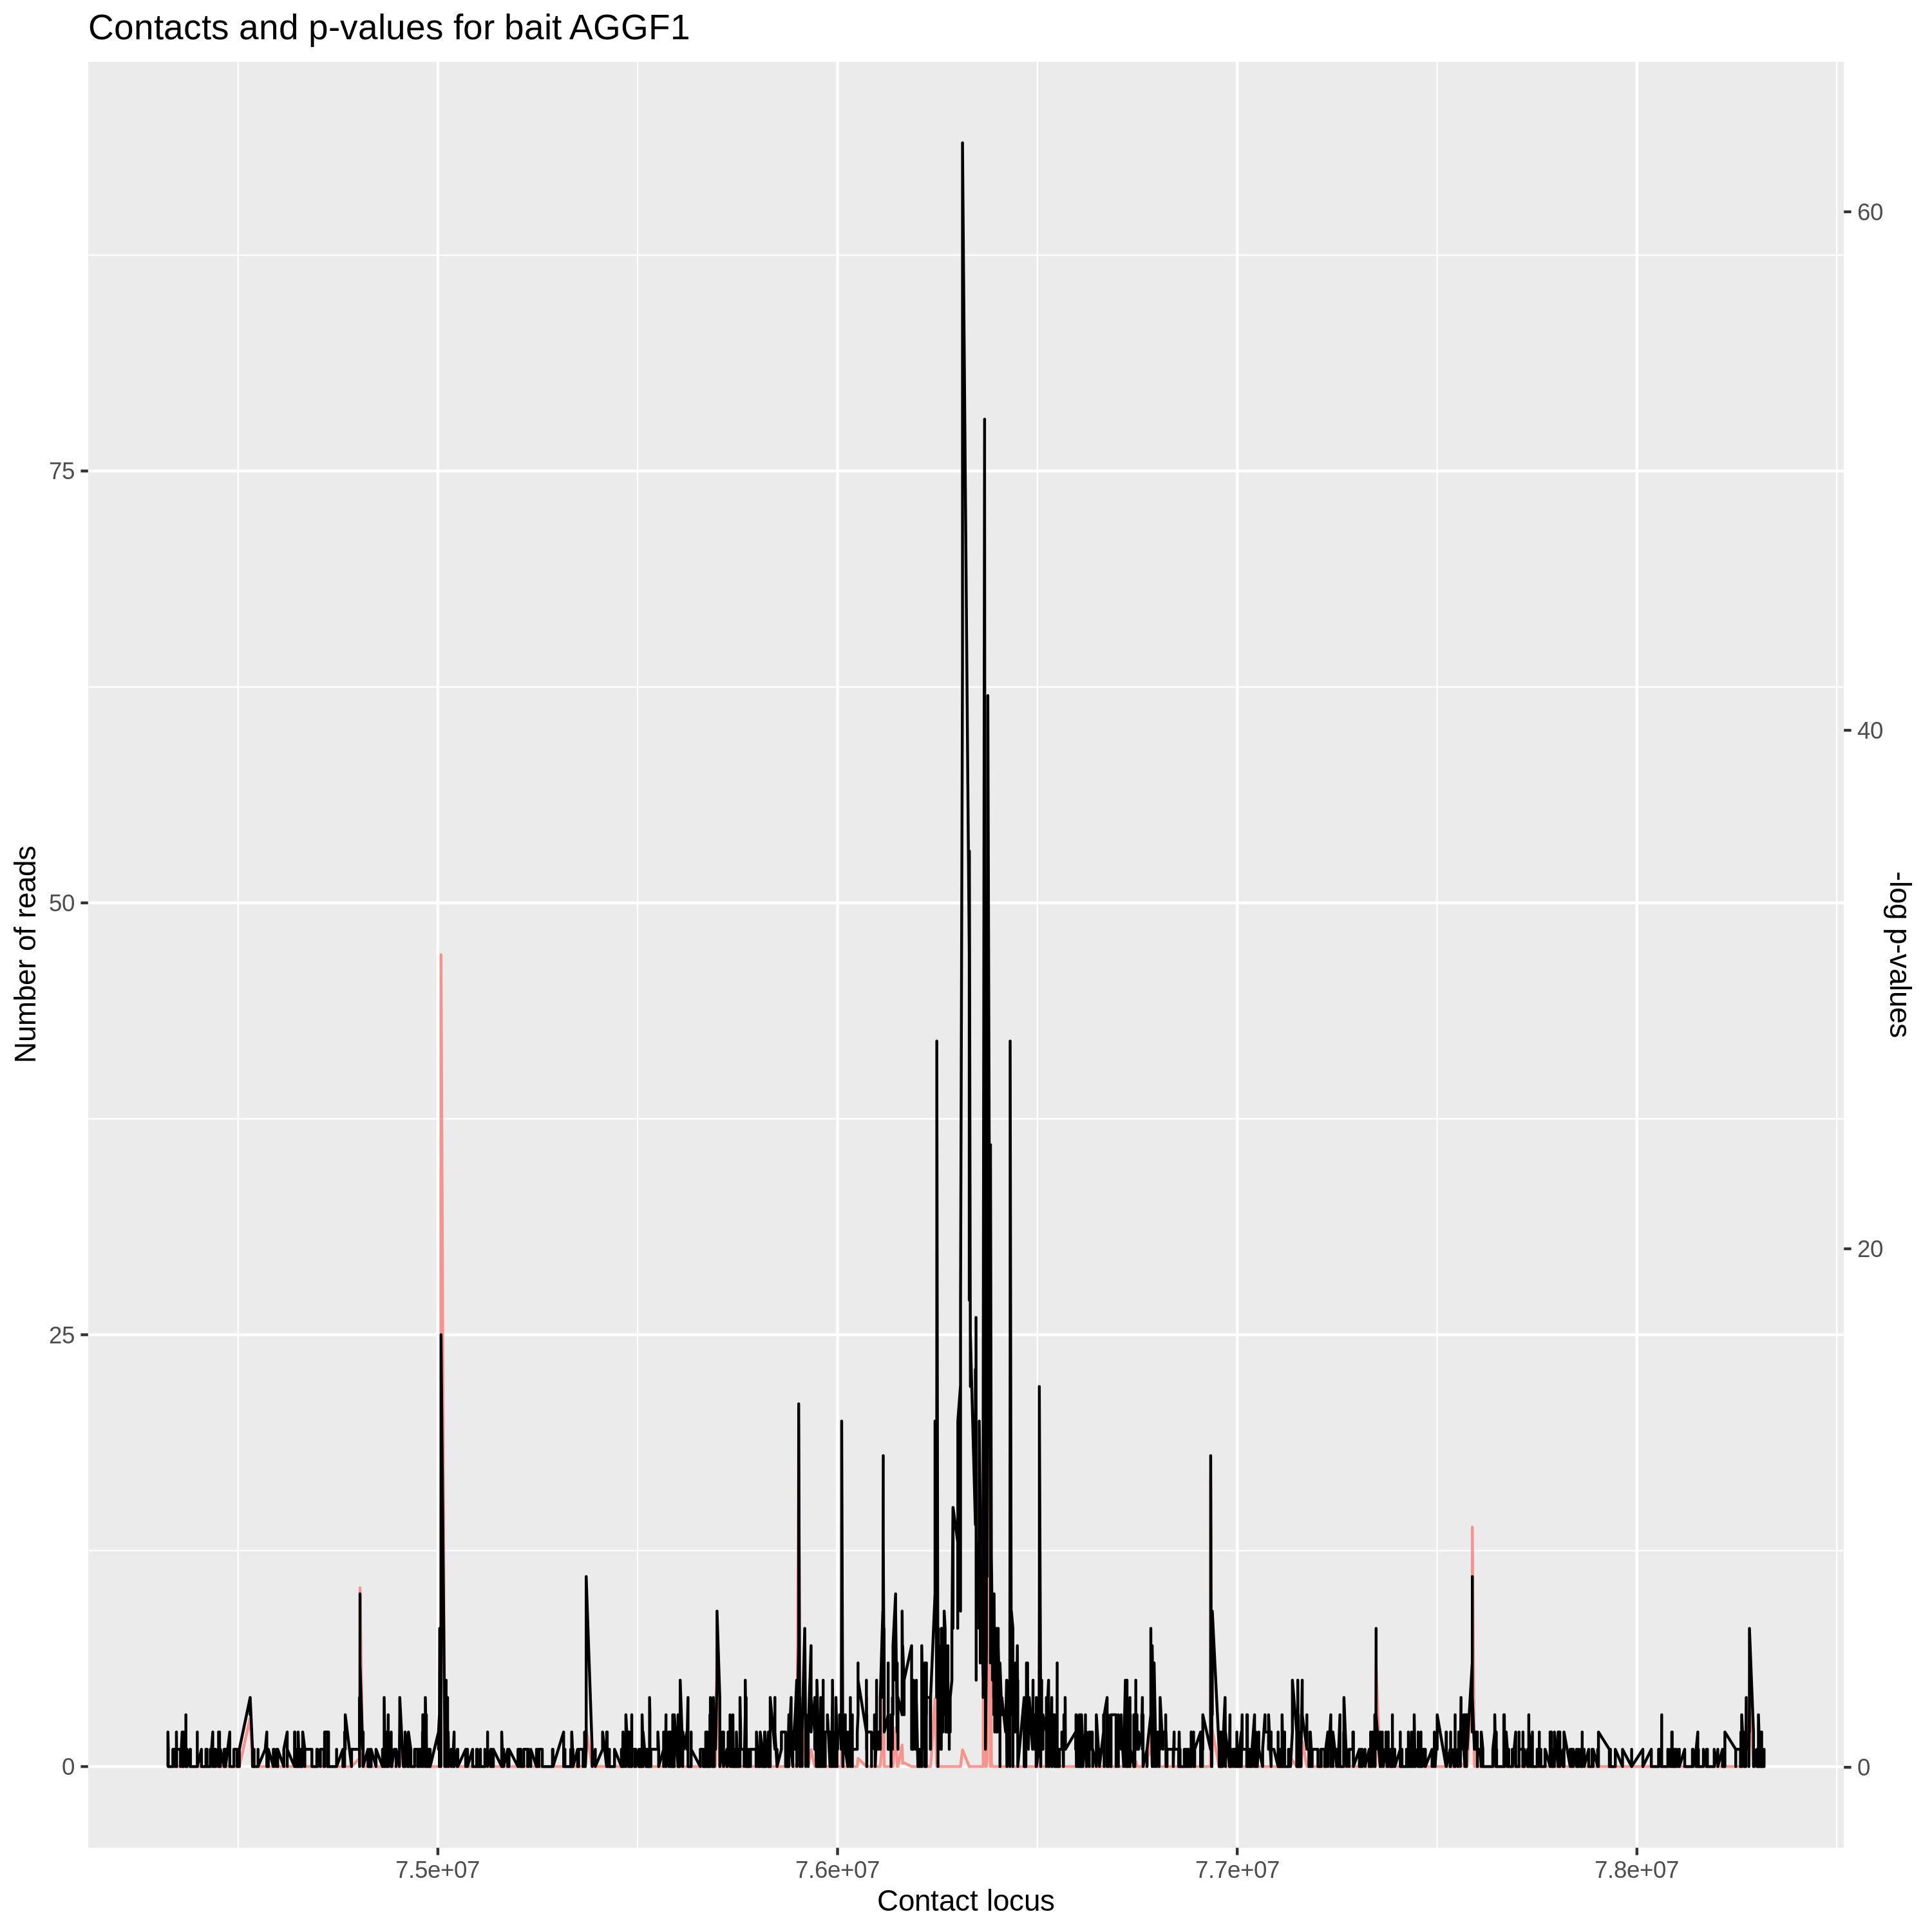 Contacts and p-values for bait AGGF1
60
75
40
50
Number of reads
-log p-values
20
25
0
0
7.5e+07
7.6e+07
7.7e+07
7.8e+07
Contact locus